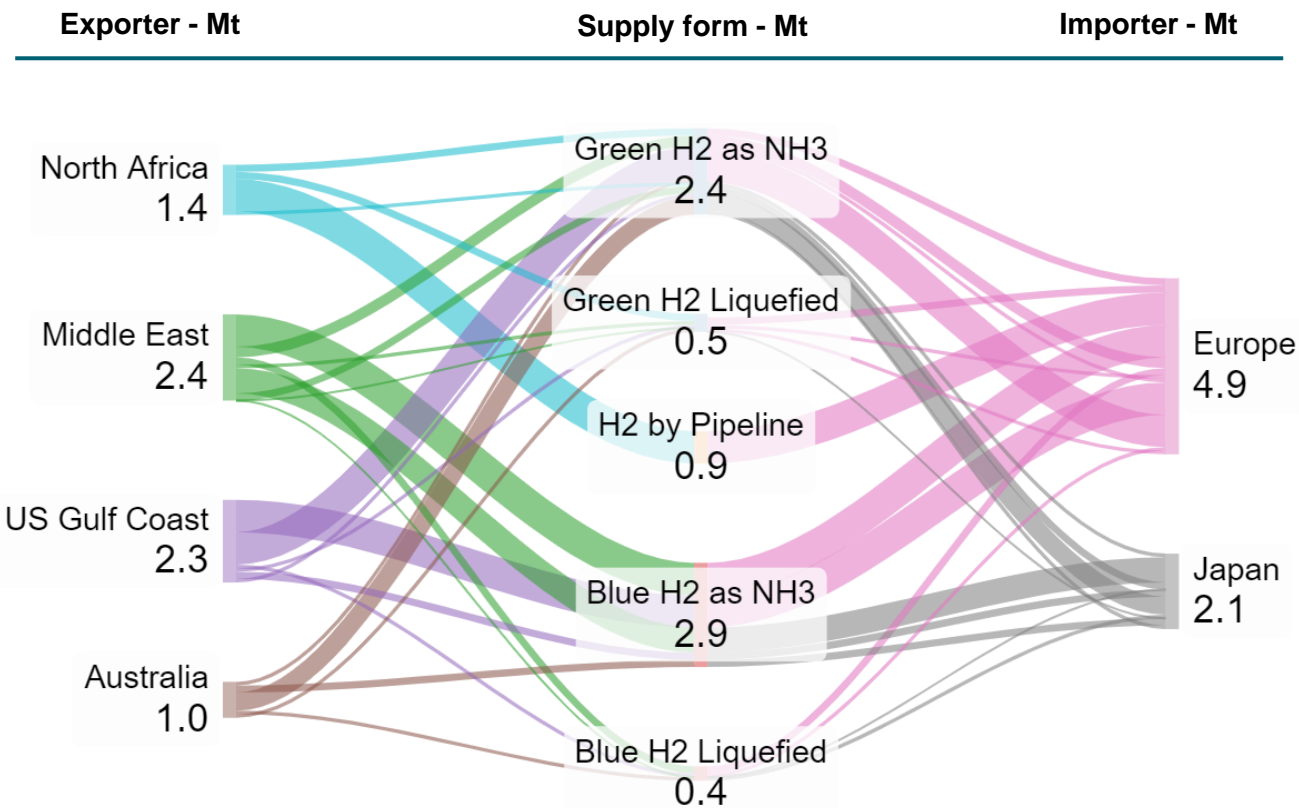 Exporter - Mt
Supply form - Mt
Importer - Mt
North Africa
1.4
Middle East
2.4
US Gulf Coast
2.3
Australia
1.0
Green H2 as NH3
2.4
Green H2 Liquefied
0.5
H2 by Pipeline
0.9
Blue H2 as NH3
2.9
Blue H2 Liquefied
0.4
Europe
4.9
Japan
2.1